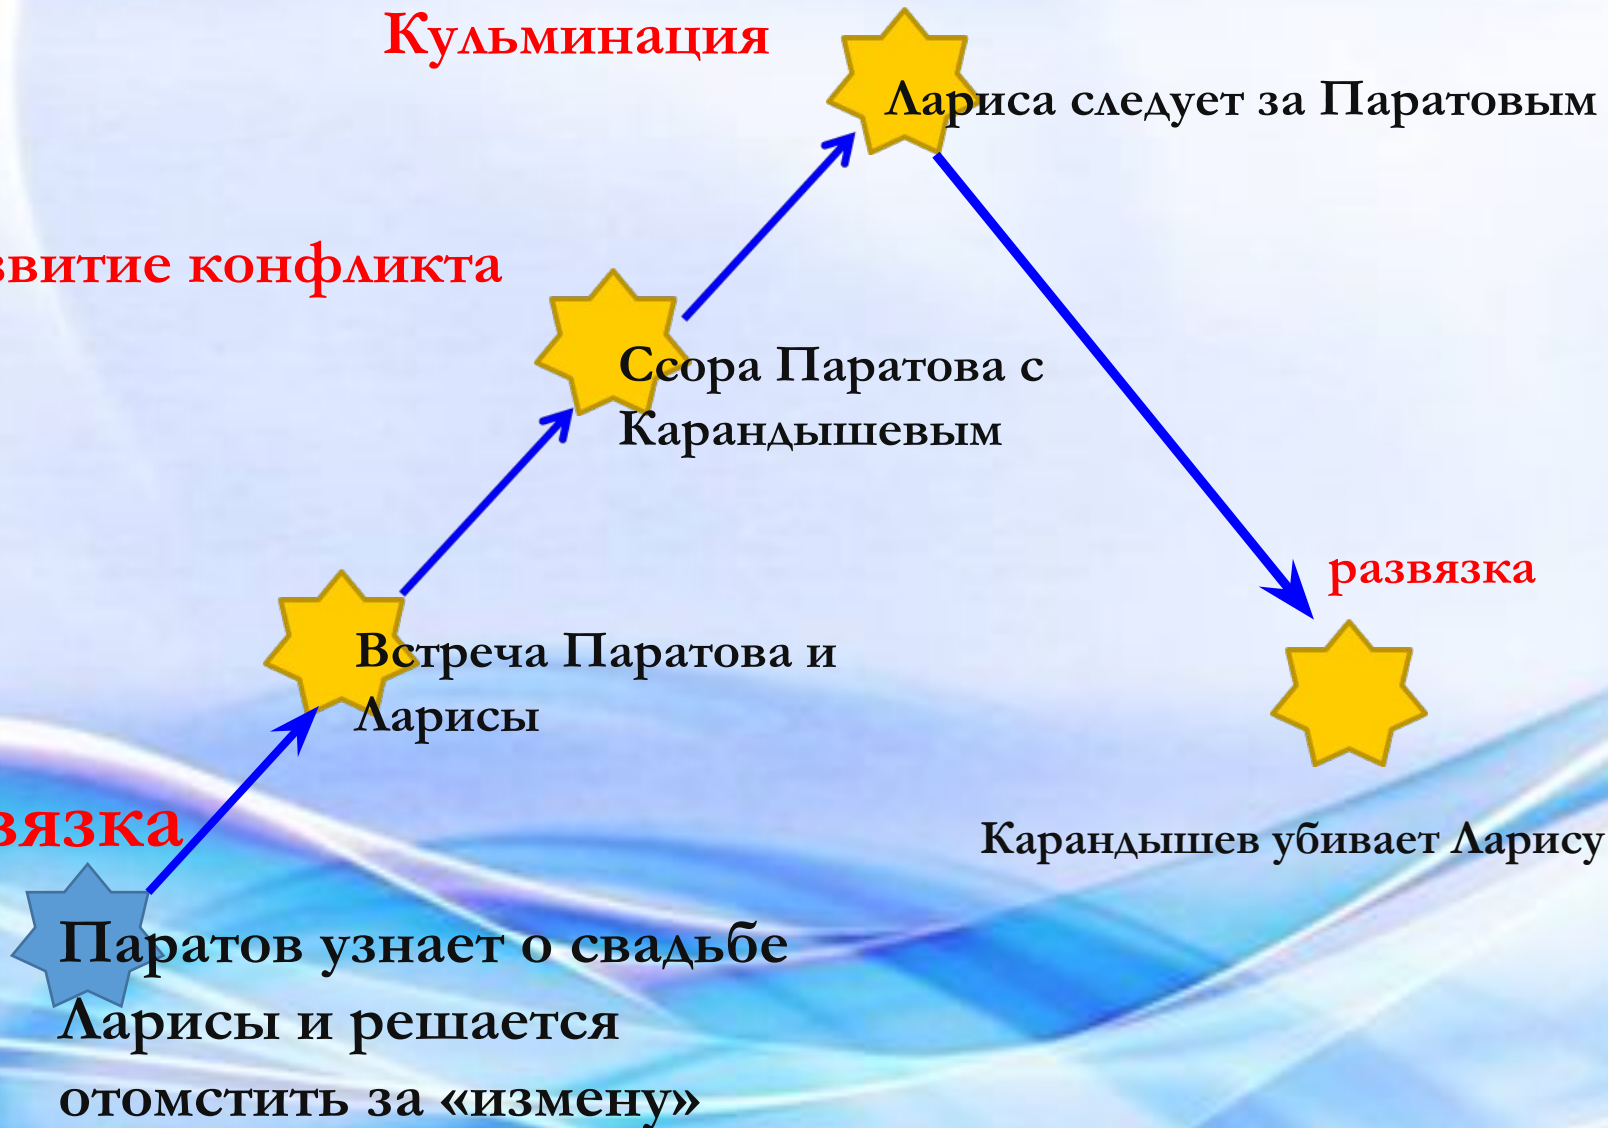 Кульминация
Лариса следует за Паратовым
звитие конфликта
Ссора Паратова с
Карандышевым
развязка
Встреча Паратова и
Ларисы
вязка
Карандышев убивает Ларису
Паратов узнает о свадьбе
Ларисы и решается
отомстить за «измену»